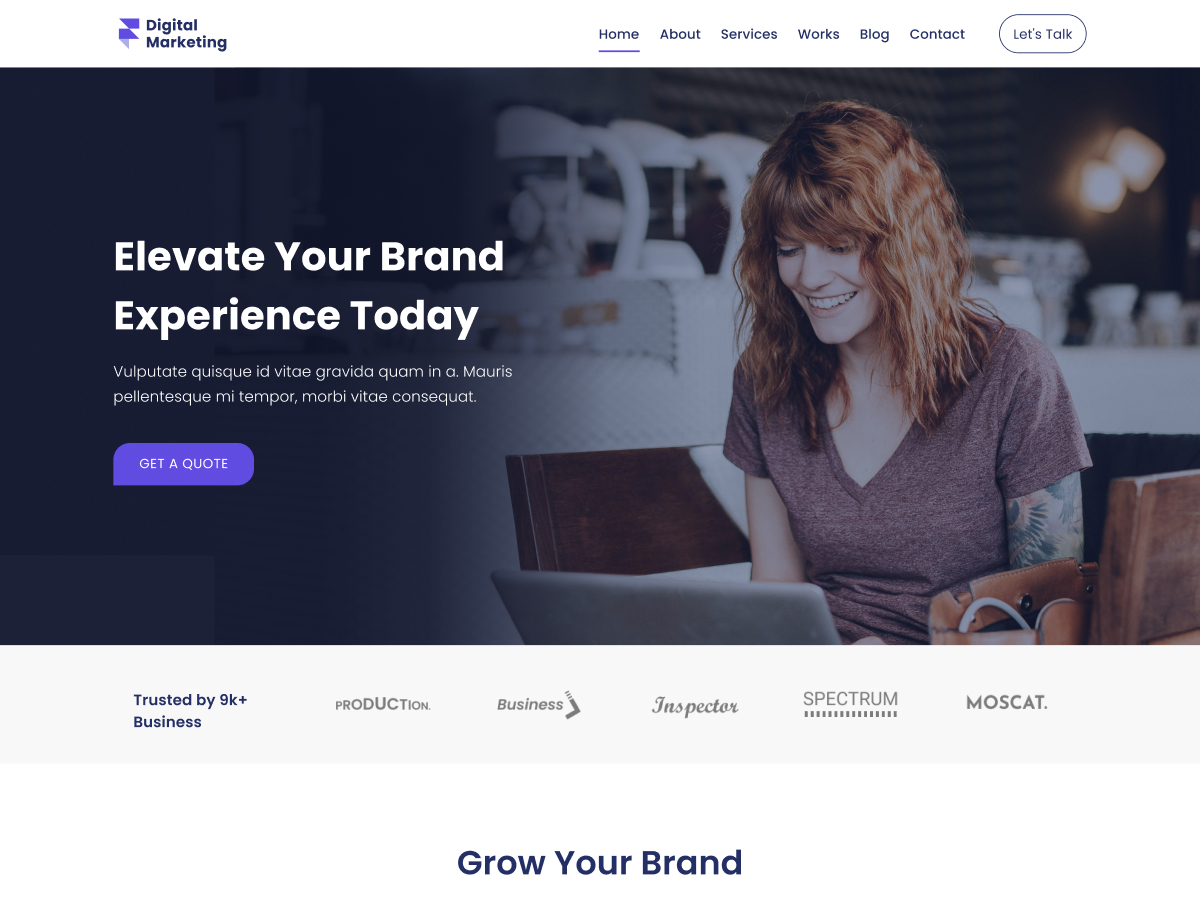 Digital
Marketing
Home About Services Works Blog Contact Let's Talk
Elevate Your Brand
Experience Today
Vulputate quisque id vitae gravida quam in a. Mauris
pellentesque mi tempor, morbi vitae consequat.
GET A QUOTE
Trusted by 9k+
Business
PRODUCTION.
Business
Inspector
SPECTRUM
MOSCAT.
Grow Your Brand